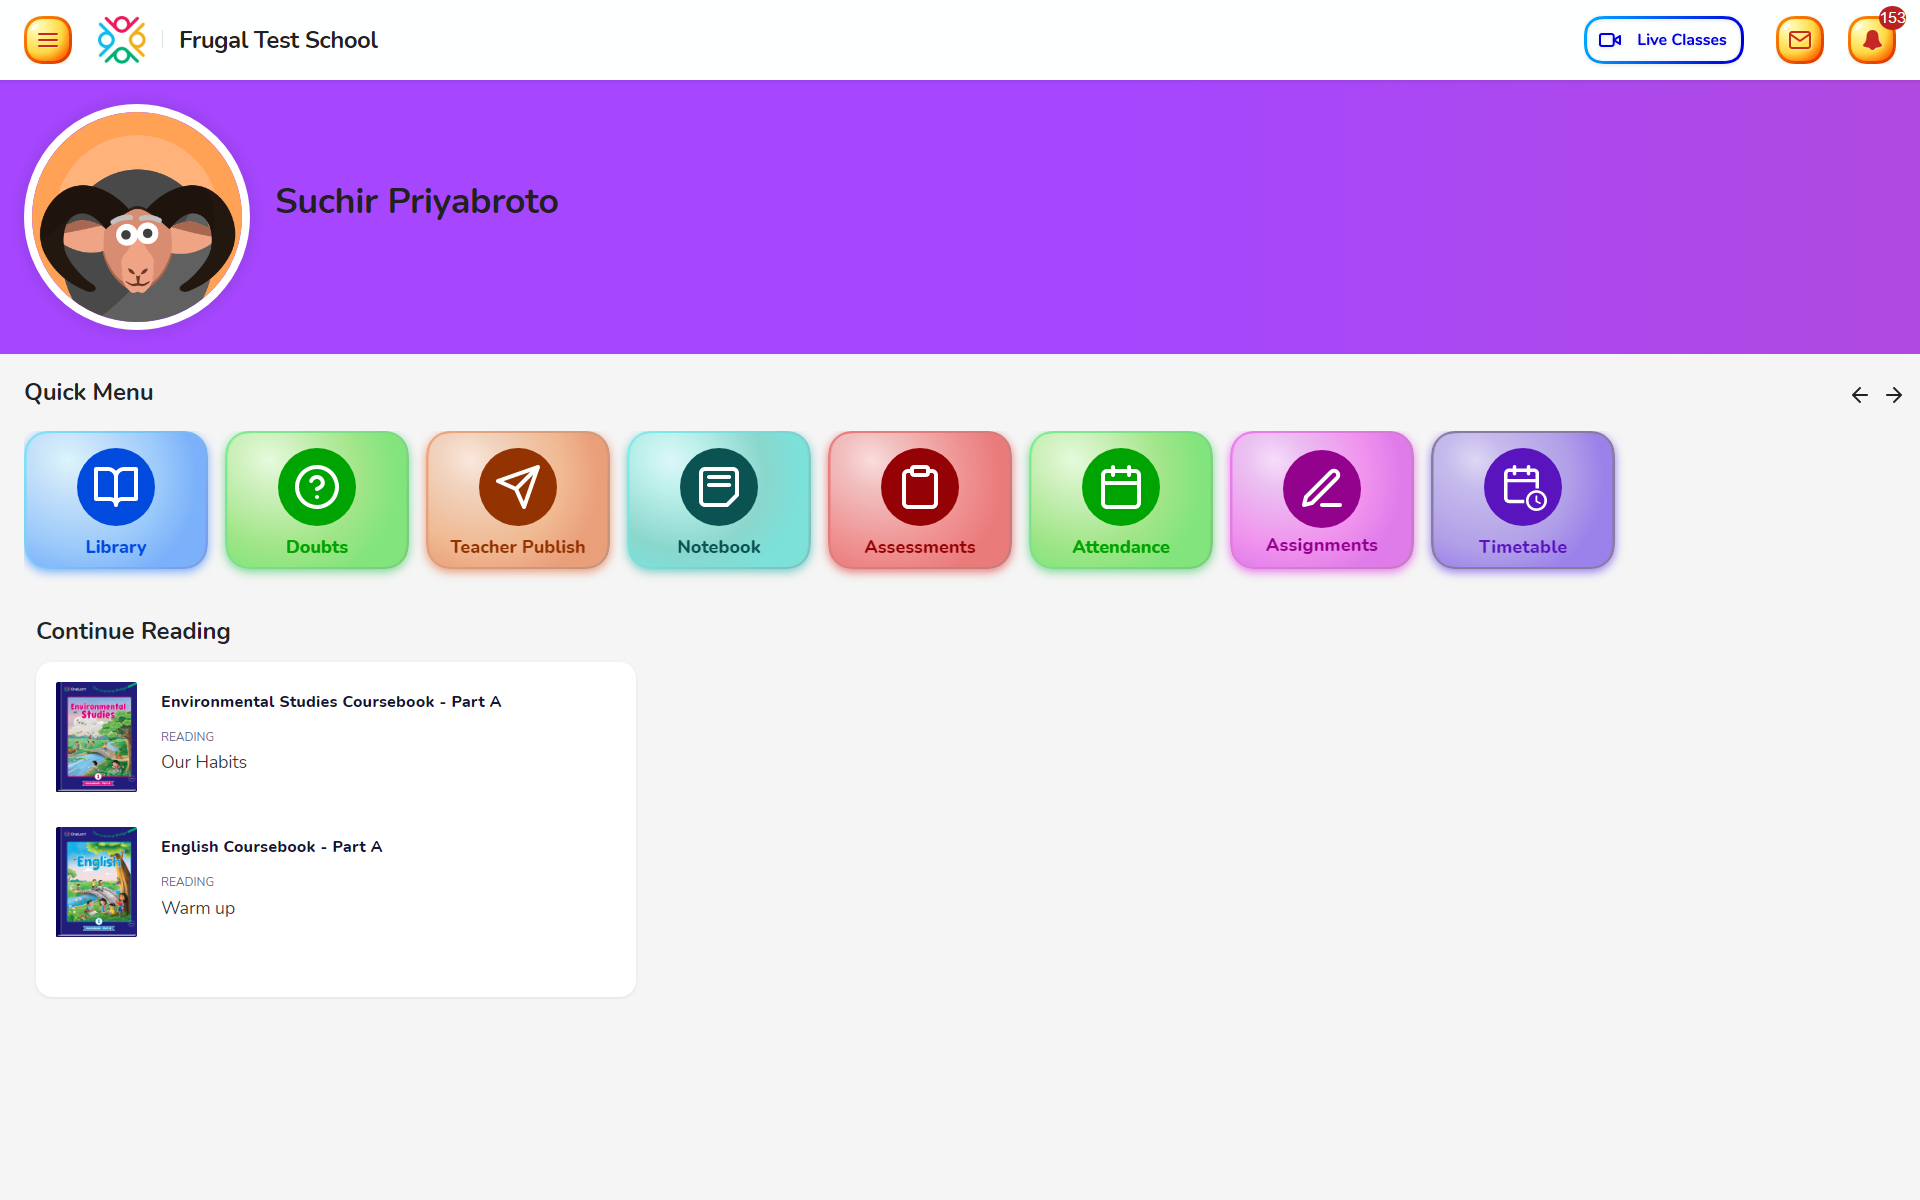 Frugal Test School
Live Classes
153
Suchir Priyabroto
Quick Menu
Library
Doubts
Teacher Publish
Notebook
Assessments
Attendance
Assignments
Timetable
Continue Reading
Environmental
Studies
Environmental Studies Coursebook - Part A
READING
Our Habits
English
English Coursebook - Part A
READING
Warm up